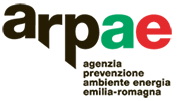 arpae
agenzia
prevenzione
ambiente energia
emilia-romagna